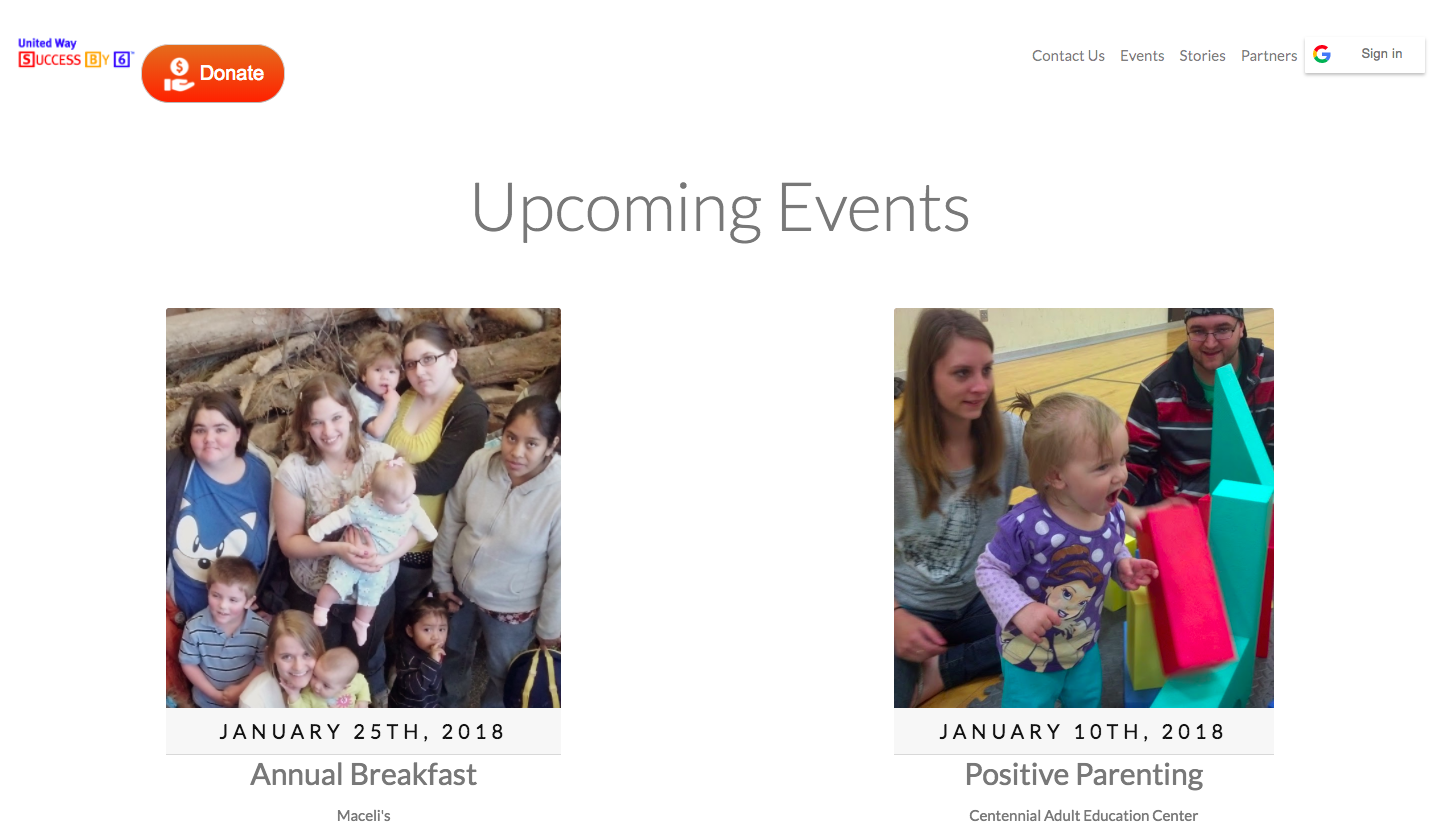 United Way
SUCCESS BY 6
Donate
Contact Us
Events
Stories
Partners
Sign in
Upcoming Events
JANUARY 25TH, 2018
Annual Breakfast
Maceli's
JANUARY 10TH, 2018
Positive Parenting
Centennial Adult Education Center